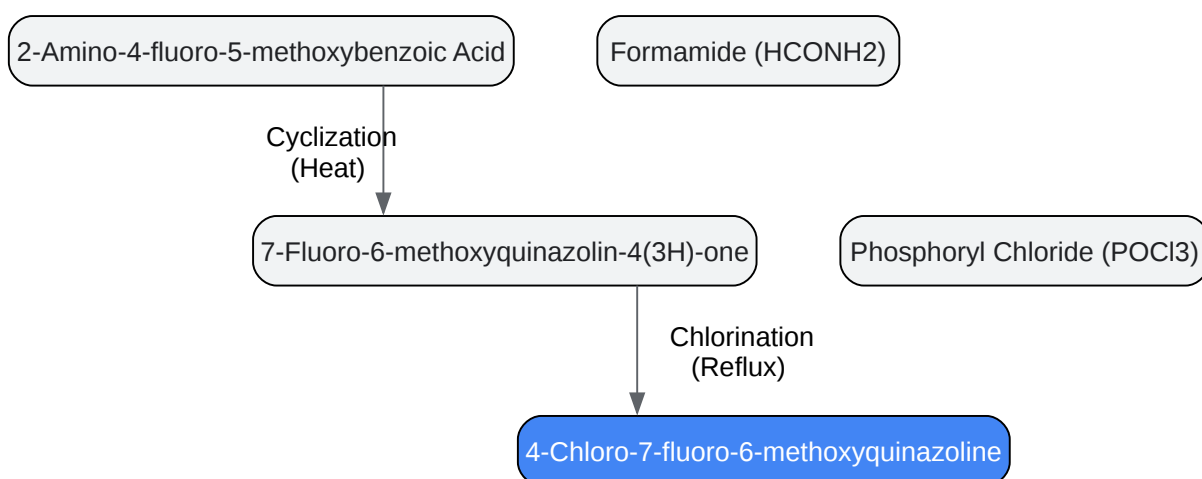 2-Amino-4-fluoro-5-methoxybenzoic Acid
Formamide (HCONH2)
Cyclization
(Heat)
7-Fluoro-6-methoxyquinazolin-4(3H)-one
Phosphoryl Chloride (POCl3)
Chlorination
(Reflux)
4-Chloro-7-fluoro-6-methoxyquinazoline